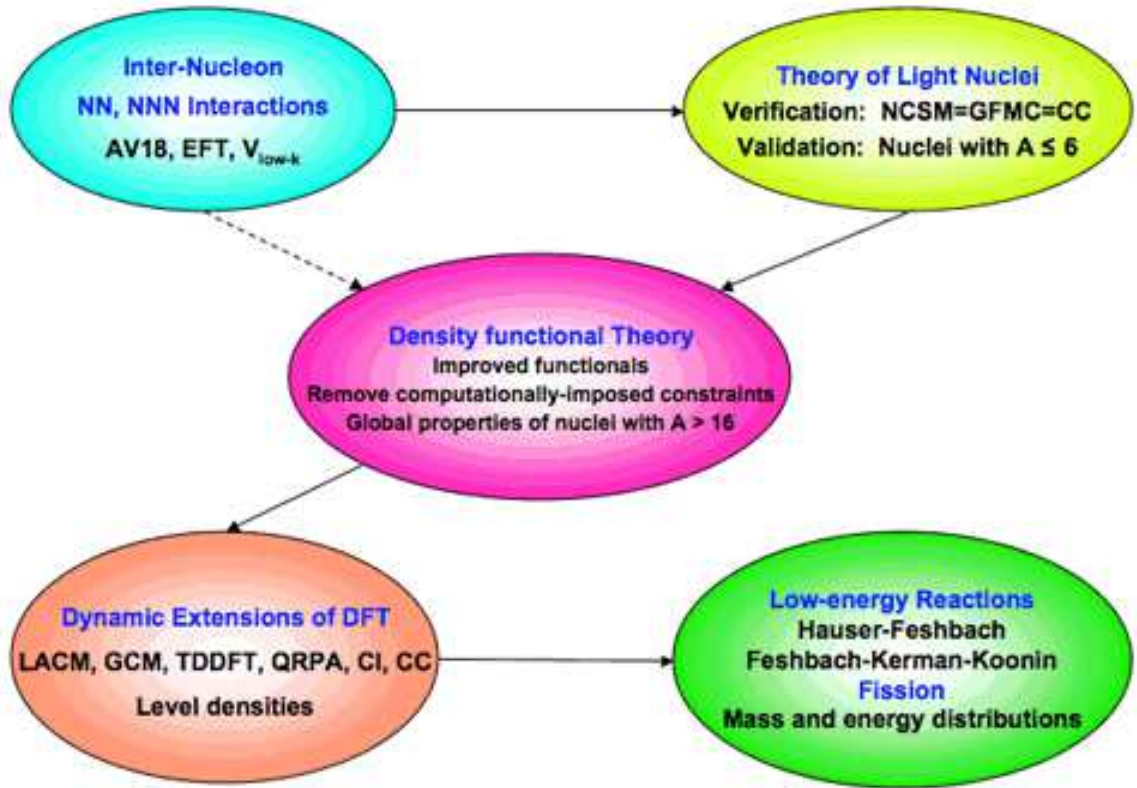 Inter-Nucleon
NN, NNN Interactions
AV18, EFT, Vlow-k
Theory of Light Nuclei
Verification: NCSM=GFMC=CC
Validation: Nuclei with A ≤ 6
Density functional Theory
Improved functionals
Remove computationally-imposed constraints
Global properties of nuclei with A > 16
Dynamic Extensions of DFT
LACM, GCM, TDDFT, QRPA, CI, CC
Level densities
Low-energy Reactions
Hauser-Feshbach
Feshbach-Kerman-Koonin
Fission
Mass and energy distributions